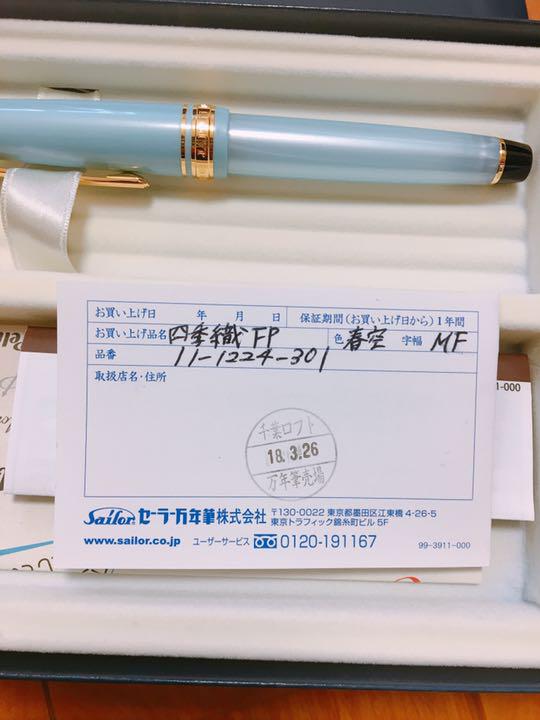 お買い上げ日 年 月 日 保証期間(お買い上げ日から)1年間
お買い上げ品名 四季織 FP 色 春空 字幅 MF
品番 11-1224-301
取扱店名・住所
千葉ロフト
18.3.26
万年筆売場
Sailor セーラー万年筆株式会社 〒130-0022 東京都墨田区江東橋 4-26-5
東京トラフィック錦糸町ビル 5F
www.sailor.co.jp ユーザーサービス 0120-191167
99-3911-000
Pel
-000